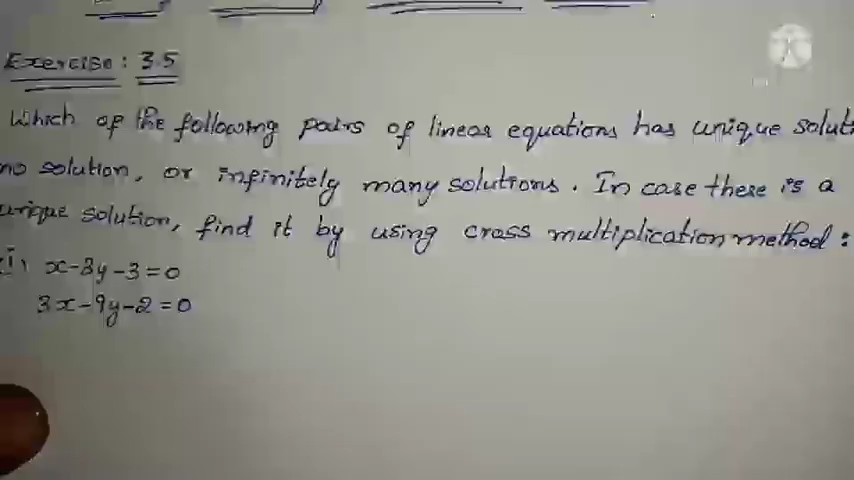 Exercise: 3.5
Which of the following pairs of linear equations has unique
no solution, or infinitely many solutions. In case there is a
unique solution, find it by using cross multiplication method:
(i) x-3y-3=0
3x-9y-2=0